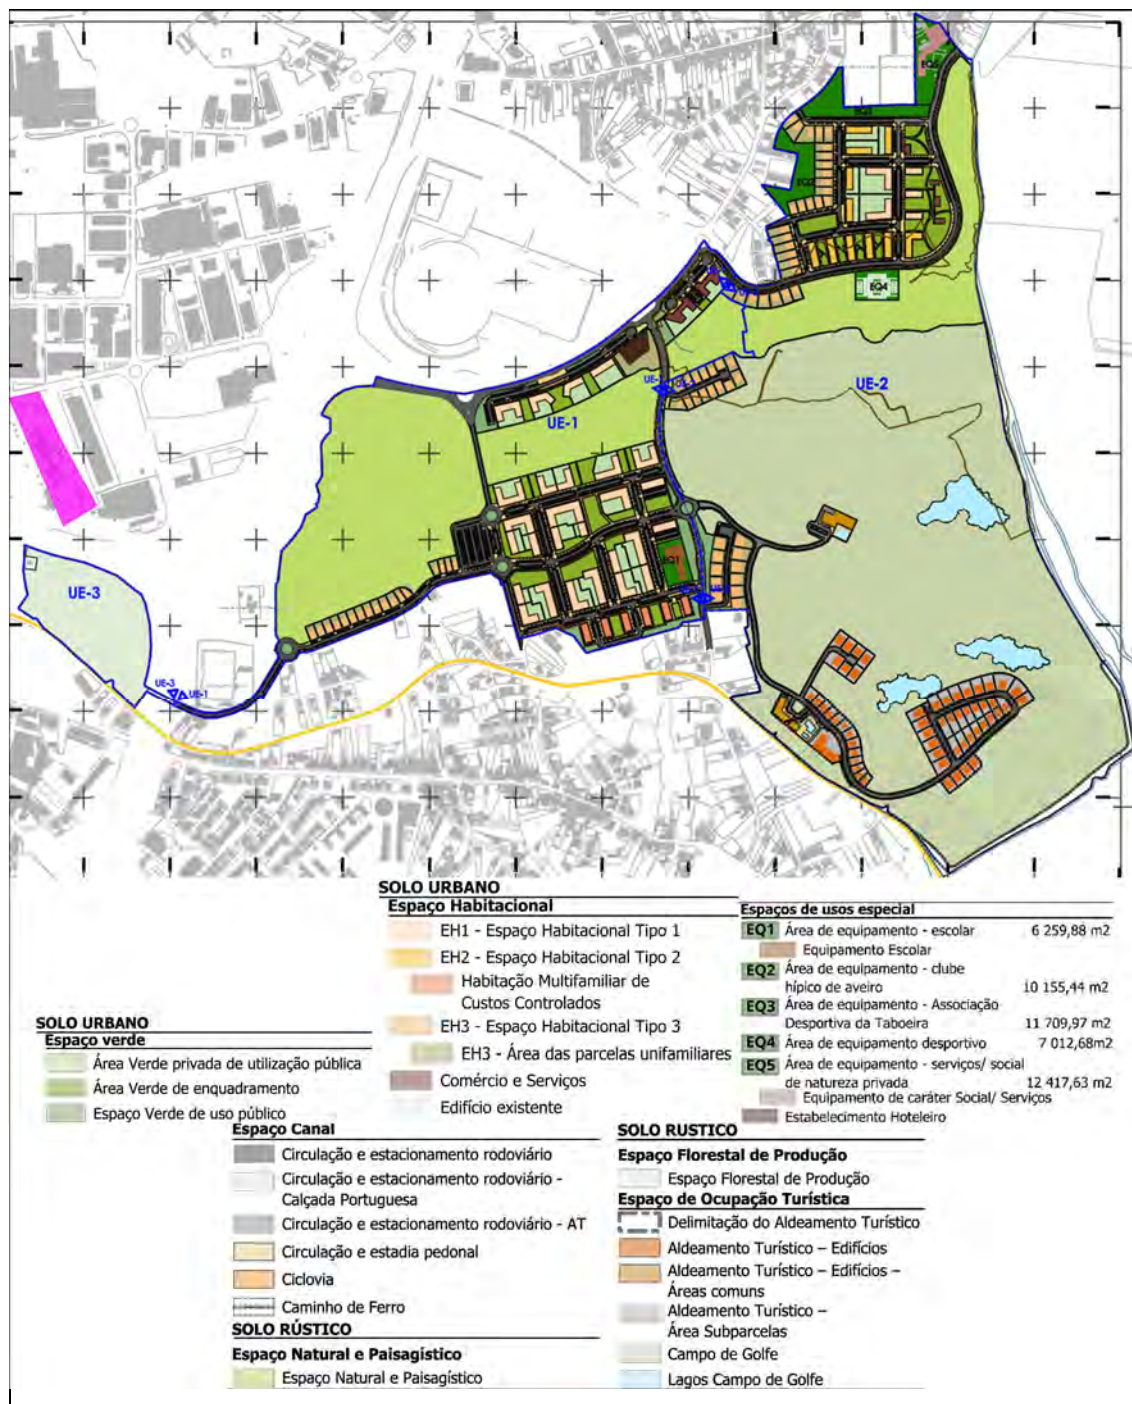 EQ5
EQ3
EQ2
EQ4
UE-2
UE-1
EQ1
UE-3
UE-3
UE-1
SOLO URBANO
Espaço Habitacional
EH1 - Espaço Habitacional Tipo 1
EH2 - Espaço Habitacional Tipo 2
Habitação Multifamiliar de
Custos Controlados
EH3 - Espaço Habitacional Tipo 3
EH3 - Área das parcelas unifamiliares
Comércio e Serviços
Edifício existente
Espaços de usos especial
EQ1 Área de equipamento - escolar 6 259,88 m2
Equipamento Escolar
EQ2 Área de equipamento - clube
hípico de aveiro 10 155,44 m2
EQ3 Área de equipamento - Associação
Desportiva da Taboeira 11 709,97 m2
EQ4 Área de equipamento desportivo 7 012,68m2
EQ5 Área de equipamento - serviços/ social
de natureza privada 12 417,63 m2
Equipamento de caráter Social/ Serviços
Estabelecimento Hoteleiro
SOLO URBANO
Espaço verde
Área Verde privada de utilização pública
Área Verde de enquadramento
Espaço Verde de uso público
Espaço Canal
Circulação e estacionamento rodoviário
Circulação e estacionamento rodoviário -
Calçada Portuguesa
Circulação e estacionamento rodoviário - AT
Circulação e estadia pedonal
Ciclovia
Caminho de Ferro
SOLO RÚSTICO
Espaço Natural e Paisagístico
Espaço Natural e Paisagístico
SOLO RUSTICO
Espaço Florestal de Produção
Espaço Florestal de Produção
Espaço de Ocupação Turística
Delimitação do Aldeamento Turístico
Aldeamento Turístico – Edifícios
Aldeamento Turístico – Edifícios –
Áreas comuns
Aldeamento Turístico –
Área Subparcelas
Campo de Golfe
Lagos Campo de Golfe